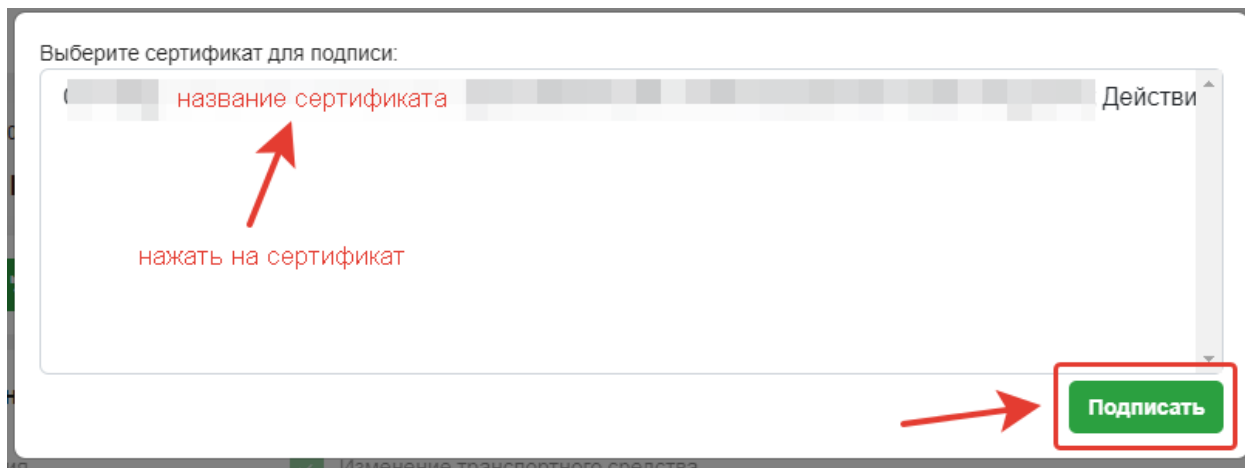 Выберите сертификат для подписи:
название сертификата
Действи
нажать на сертификат
Подписать
Изменение транспортного средства